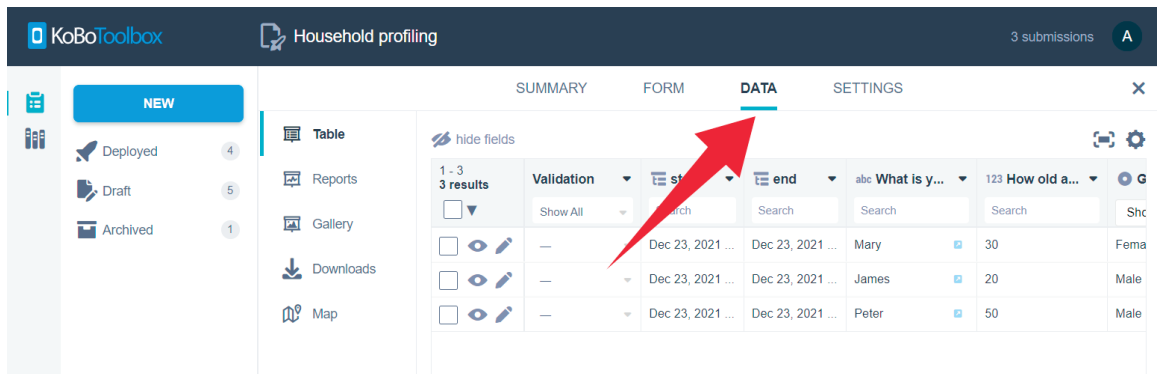 KoBoToolbox
Household profiling
3 submissions
A
NEW
Deployed 4
Draft 5
Archived 1
SUMMARY FORM DATA SETTINGS
Table
Reports
Gallery
Downloads
Map
hide fields
1 - 3
3 results
Validation st end abc What is y... 123 How old a... G
Show All Search Search Search Search Sho
— Dec 23, 2021 ... Dec 23, 2021 ... Mary 30 Fema
— Dec 23, 2021 ... Dec 23, 2021 ... James 20 Male
— Dec 23, 2021 ... Dec 23, 2021 ... Peter 50 Male